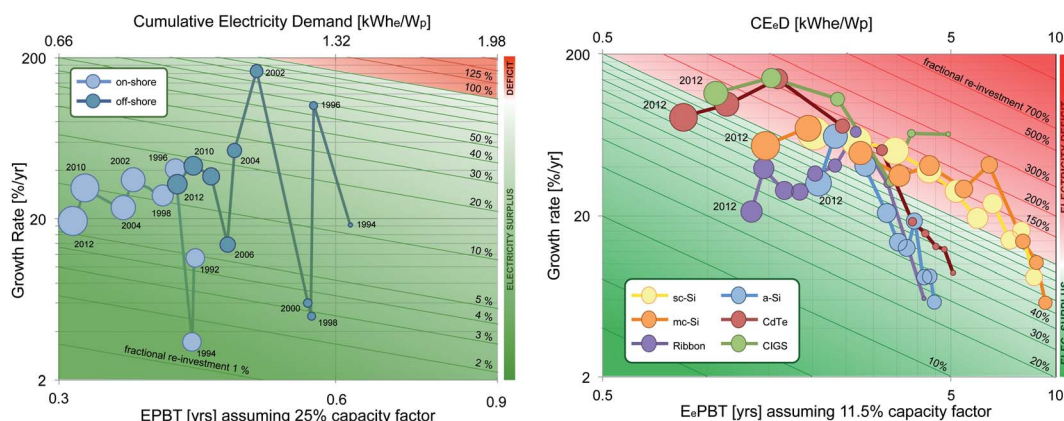 Cumulative Electricity Demand [kWhe/Wp]
0.66 1.32 1.98
200
20
2
Growth Rate [%/yr]
on-shore
off-shore
2002
1996
2010
2002
1996
2010
2004
2012
2004
1998
2012
1994
1992
2006
2000
1998
1994
125 %
100 %
50 %
40 %
30 %
20 %
10 %
5 %
4 %
3 %
2 %
fractional re-investment 1 %
DEFICIT
ELECTRICITY SURPLUS
0.3 0.6 0.9
EPBT [yrs] assuming 25% capacity factor
CEeD [kWhe/Wp]
0.5 5 10
200
20
2
Growth rate [%/yr]
2012
2012
2012
2012
2012
fractional re-investment 700%
500%
300%
200%
150%
40%
30%
20%
10%
sc-Si a-Si
mc-Si CdTe
Ribbon CIGS
0.5 5 10
EePBT [yrs] assuming 11.5% capacity factor